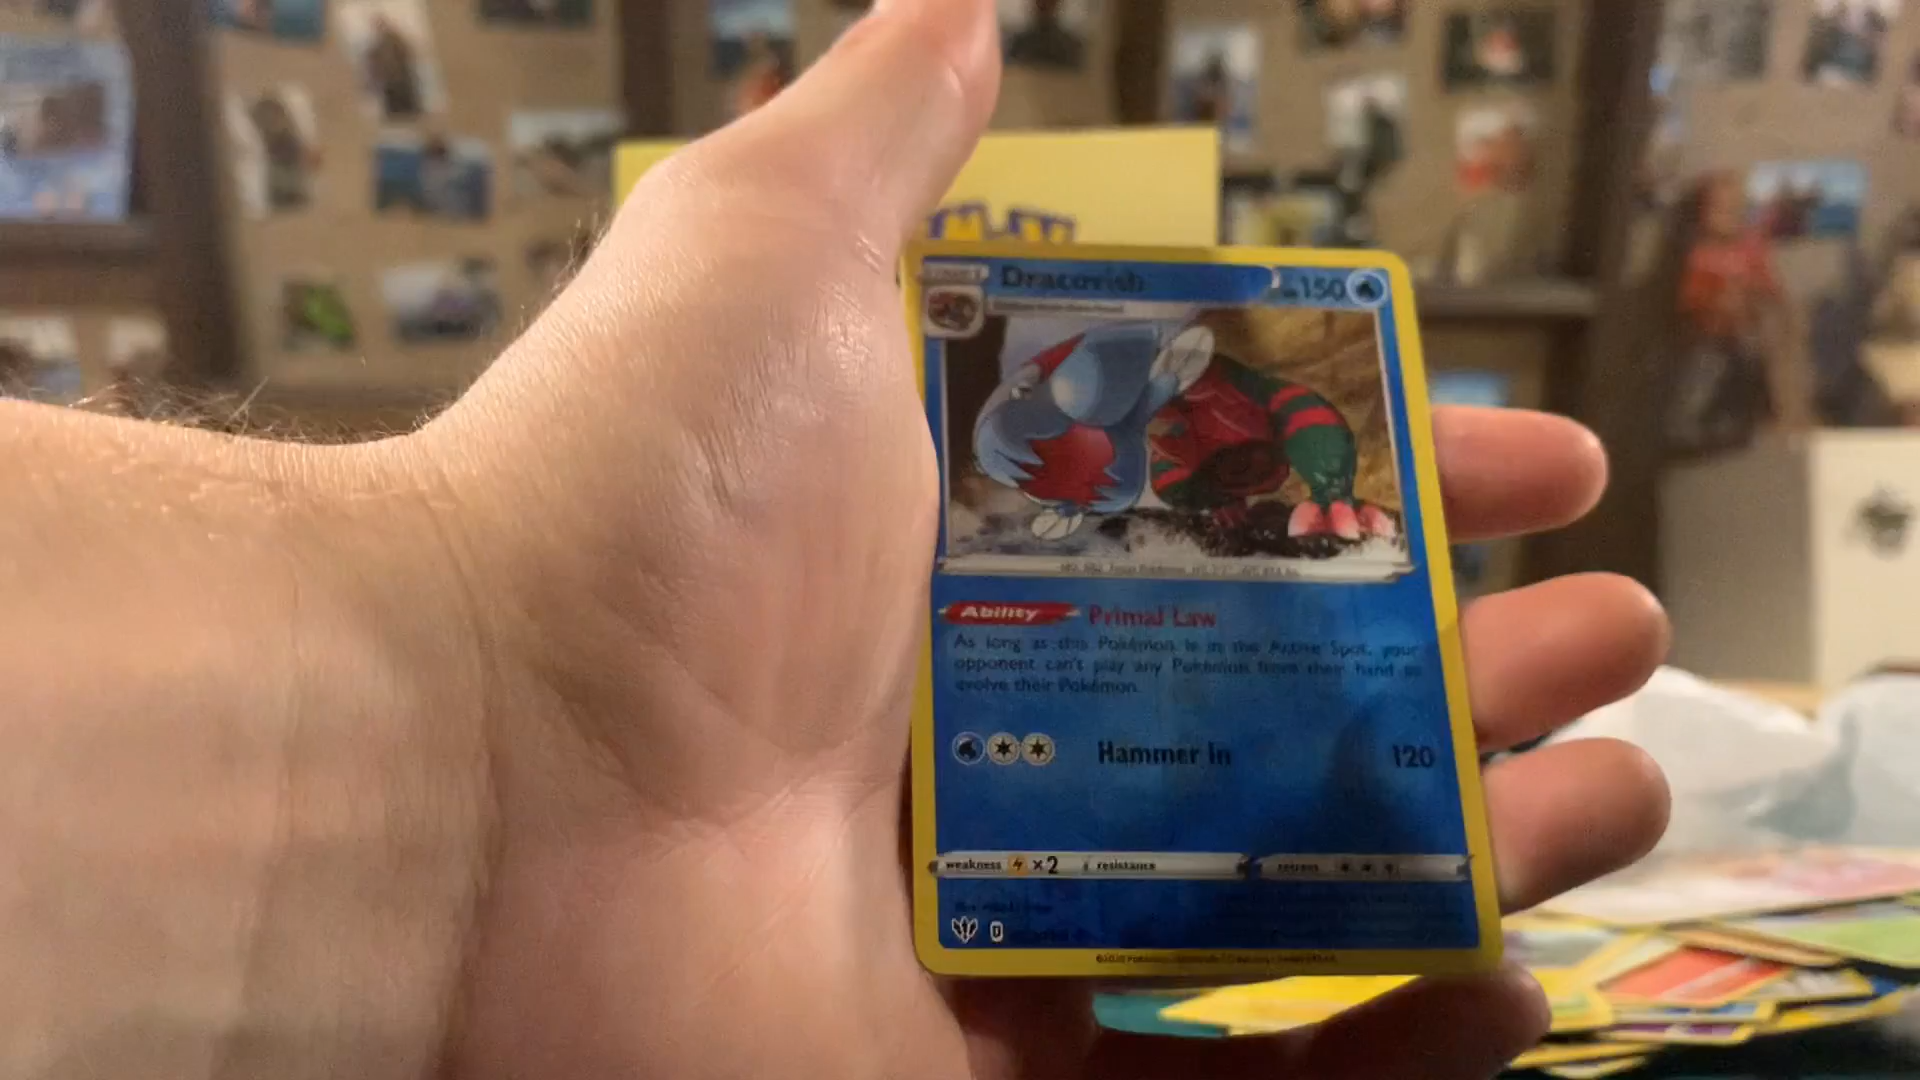 Dracovish 150
Ability Primal Law
As long as this Pokémon is in the Active Spot, your
opponent can't play any Pokémon from their hand to
evolve their Pokémon.
Hammer In 120
weakness ×2 resistance retreat
D